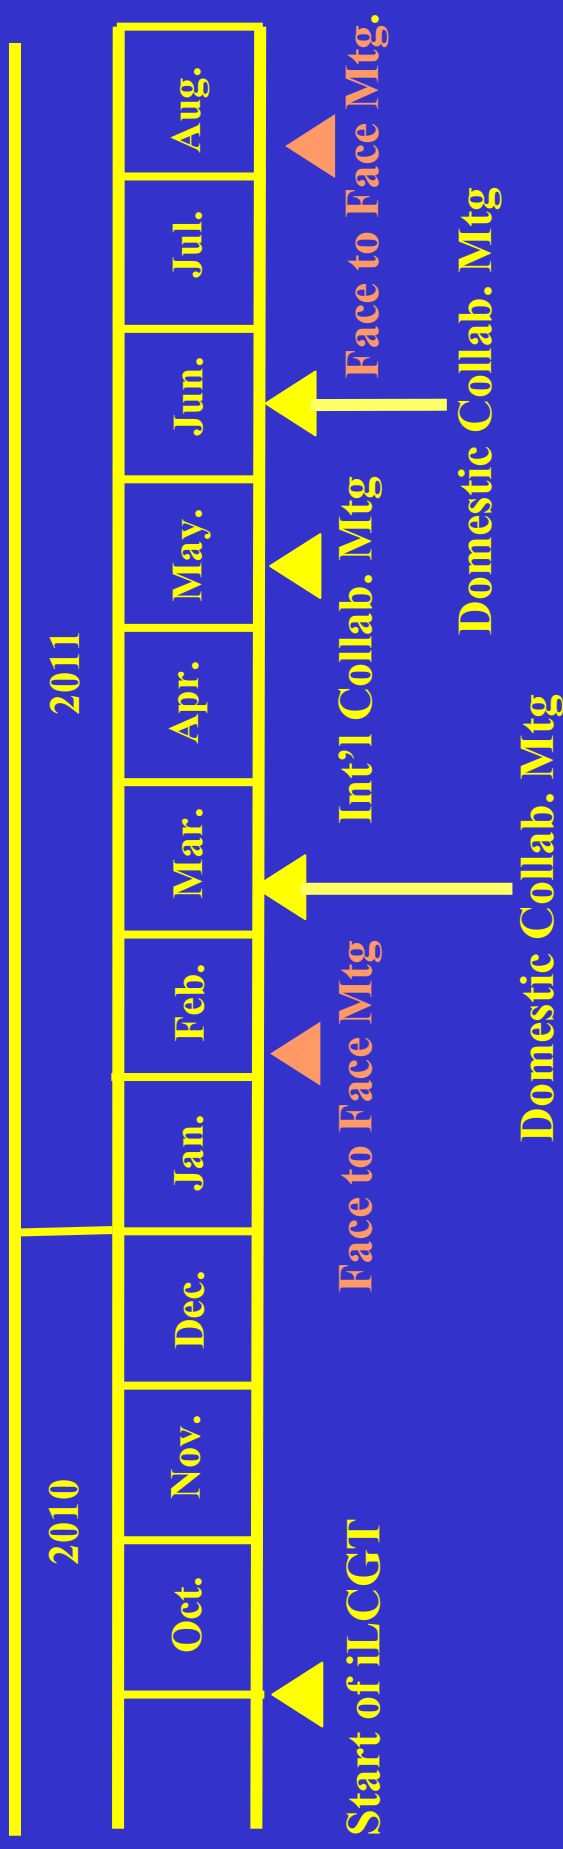 2010
2011
Oct.
Nov.
Dec.
Jan.
Feb.
Mar.
Apr.
May.
Jun.
Jul.
Aug.
Start of iLCGT
Face to Face Mtg
Int’l Collab. Mtg
Face to Face Mtg.
Domestic Collab. Mtg
Domestic Collab. Mtg